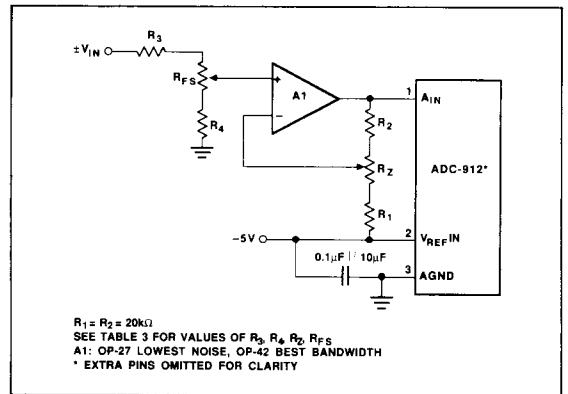 R3
±VIN
RFS
R4
+
A1
−
1
AIN
R2
RZ
ADC-912*
R1
−5V
2
VREFIN
0.1µF
10µF
3
AGND
R1 = R2 = 20kΩ
SEE TABLE 3 FOR VALUES OF R3, R4, RZ, RFS
A1: OP-27 LOWEST NOISE, OP-42 BEST BANDWIDTH
* EXTRA PINS OMITTED FOR CLARITY